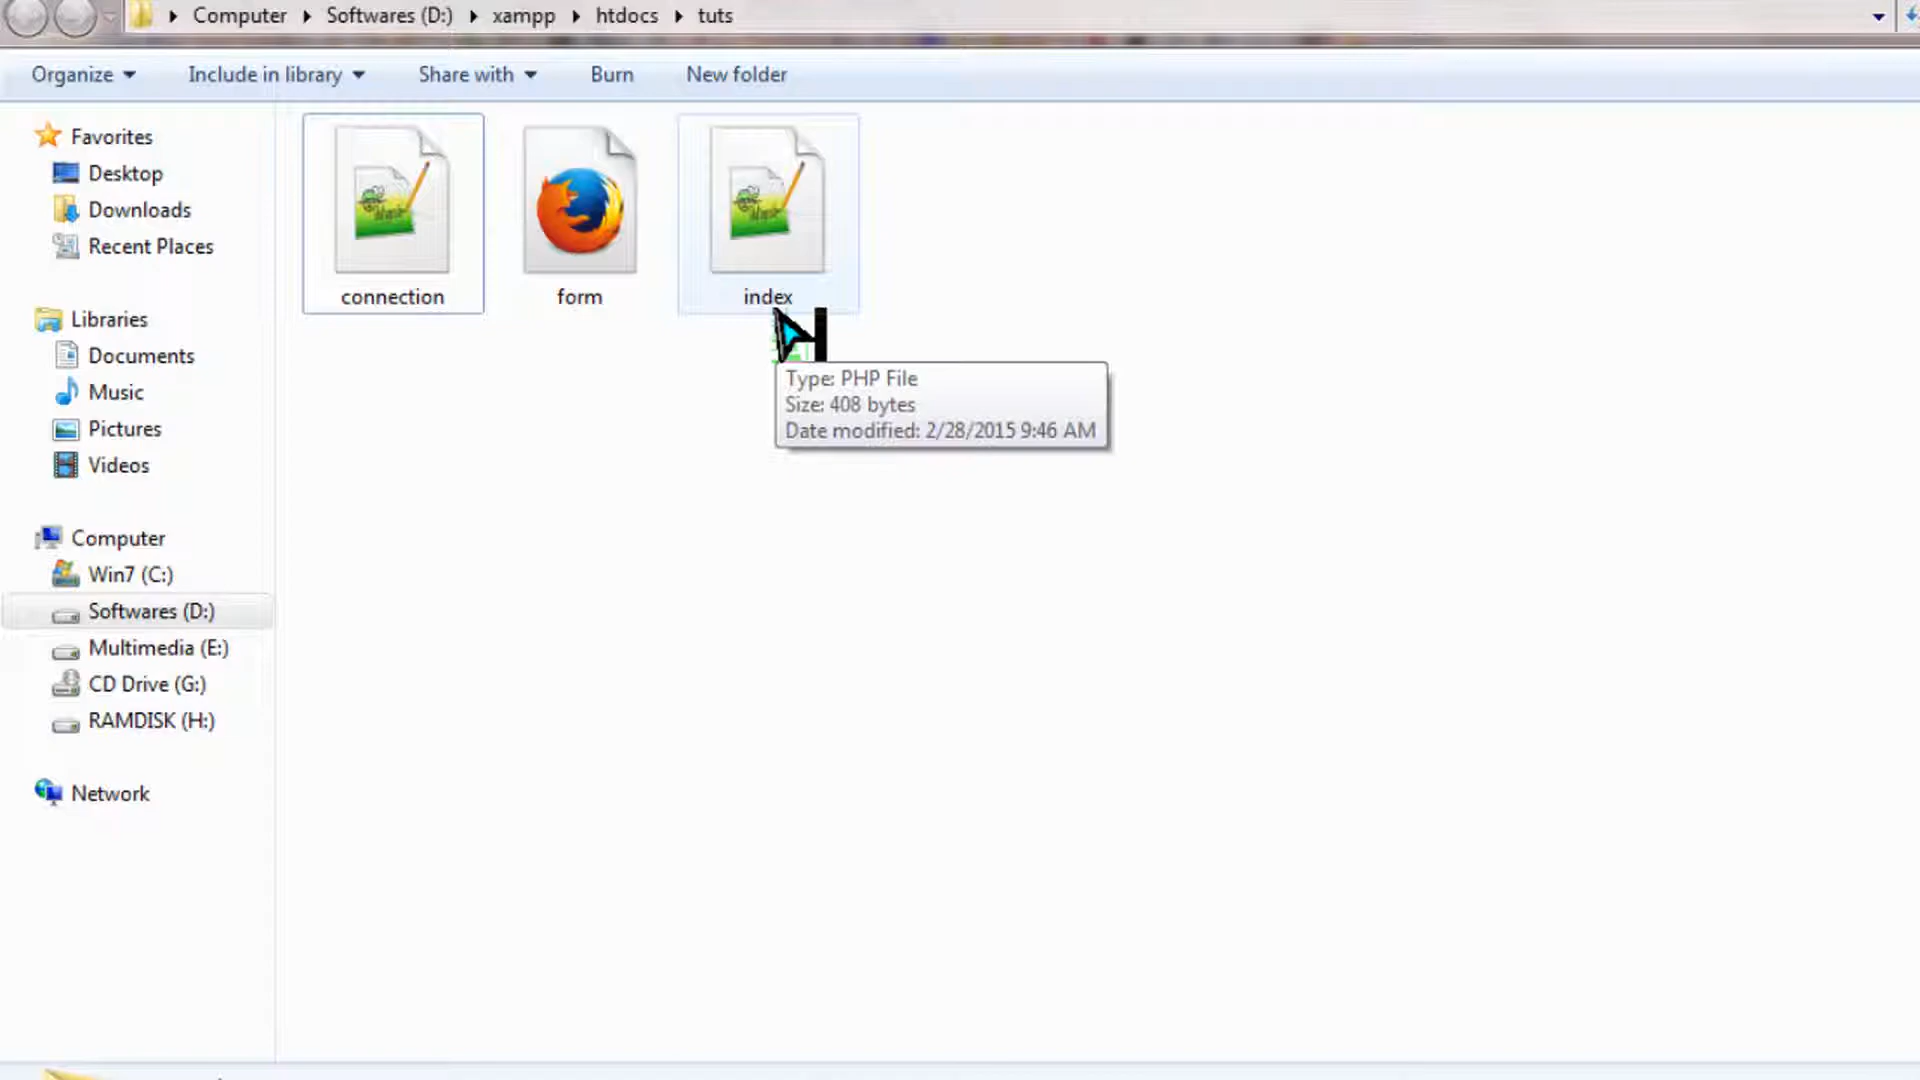 Computer Softwares (D:) xampp htdocs tuts
Organize Include in library Share with Burn New folder
Favorites
Desktop
Downloads
Recent Places
Libraries
Documents
Music
Pictures
Videos
Computer
Win7 (C:)
Softwares (D:)
Multimedia (E:)
CD Drive (G:)
RAMDISK (H:)
Network
connection
form
index
Type: PHP File
Size: 408 bytes
Date modified: 2/28/2015 9:46 AM